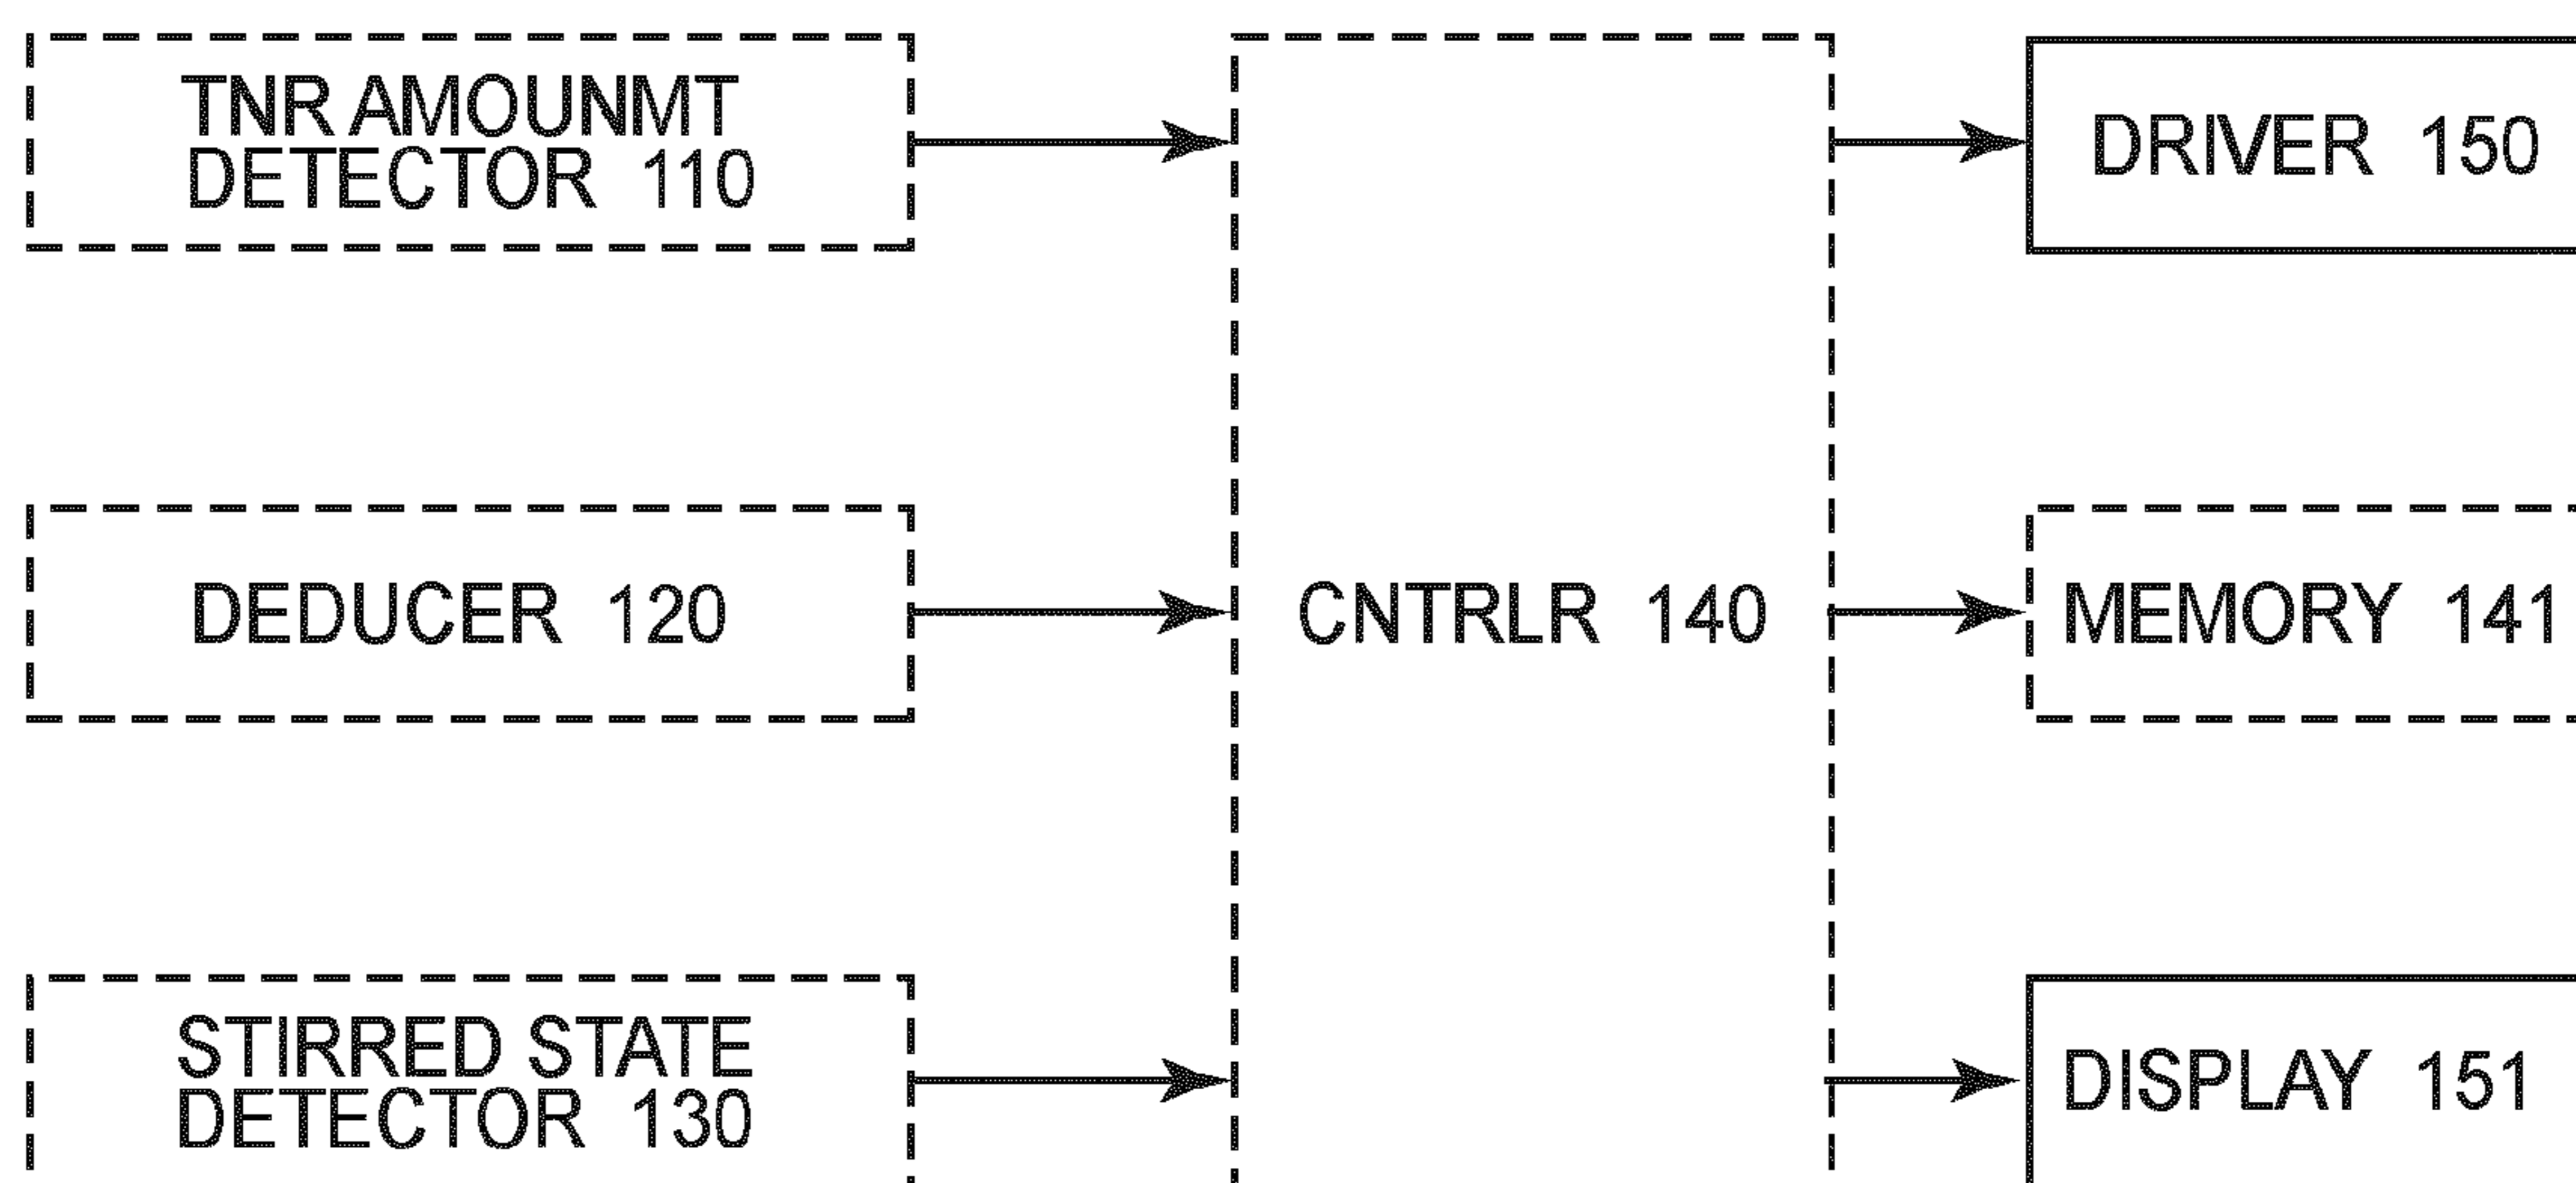 TNR AMOUNMT
DETECTOR 110
DRIVER 150
DEDUCER 120
CNTRLR 140
MEMORY 141
STIRRED STATE
DETECTOR 130
DISPLAY 151